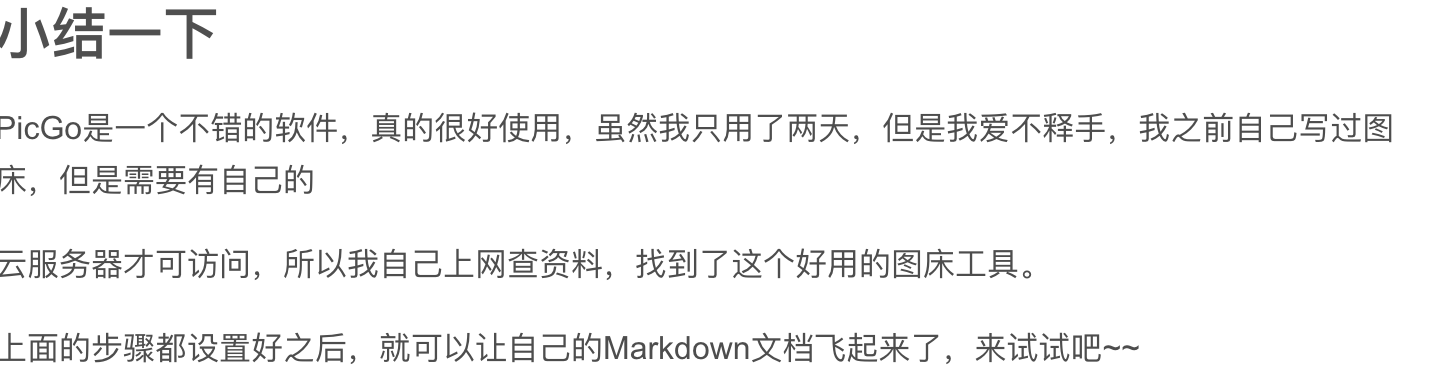 小结一下
PicGo是一个不错的软件，真的很好使用，虽然我只用了两天，但是我爱不释手，我之前自己写过图
床，但是需要有自己的
云服务器才可访问，所以我自己上网查资料，找到了这个好用的图床工具。
上面的步骤都设置好之后，就可以让自己的Markdown文档飞起来了，来试试吧~~